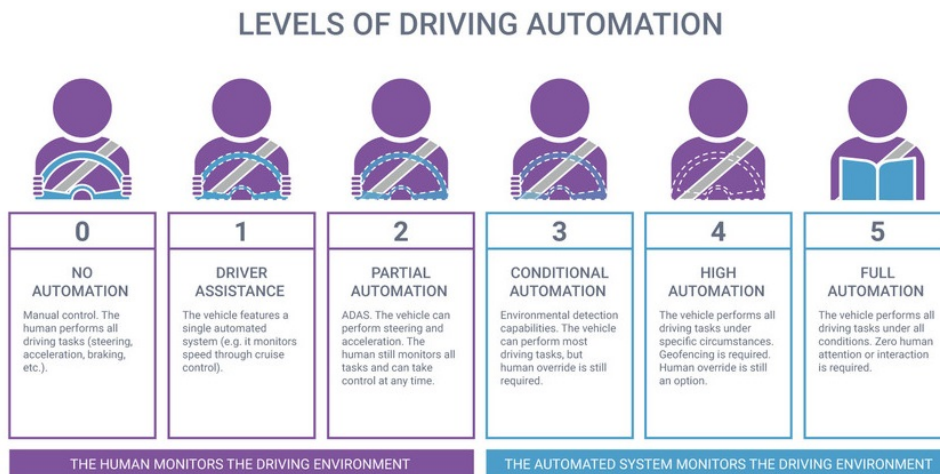 LEVELS OF DRIVING AUTOMATION
0
NO
AUTOMATION
Manual control. The
human performs all
driving tasks (steering,
acceleration, braking,
etc.).
1
DRIVER
ASSISTANCE
The vehicle features a
single automated
system (e.g. it monitors
speed through cruise
control).
2
PARTIAL
AUTOMATION
ADAS. The vehicle can
perform steering and
acceleration. The
human still monitors all
tasks and can take
control at any time.
3
CONDITIONAL
AUTOMATION
Environmental detection
capabilities. The vehicle
can perform most
driving tasks, but
human override is still
required.
4
HIGH
AUTOMATION
The vehicle performs all
driving tasks under
specific circumstances.
Geofencing is required.
Human override is still
an option.
5
FULL
AUTOMATION
The vehicle performs all
driving tasks under all
conditions. Zero human
attention or interaction
is required.
THE HUMAN MONITORS THE DRIVING ENVIRONMENT
THE AUTOMATED SYSTEM MONITORS THE DRIVING ENVIRONMENT